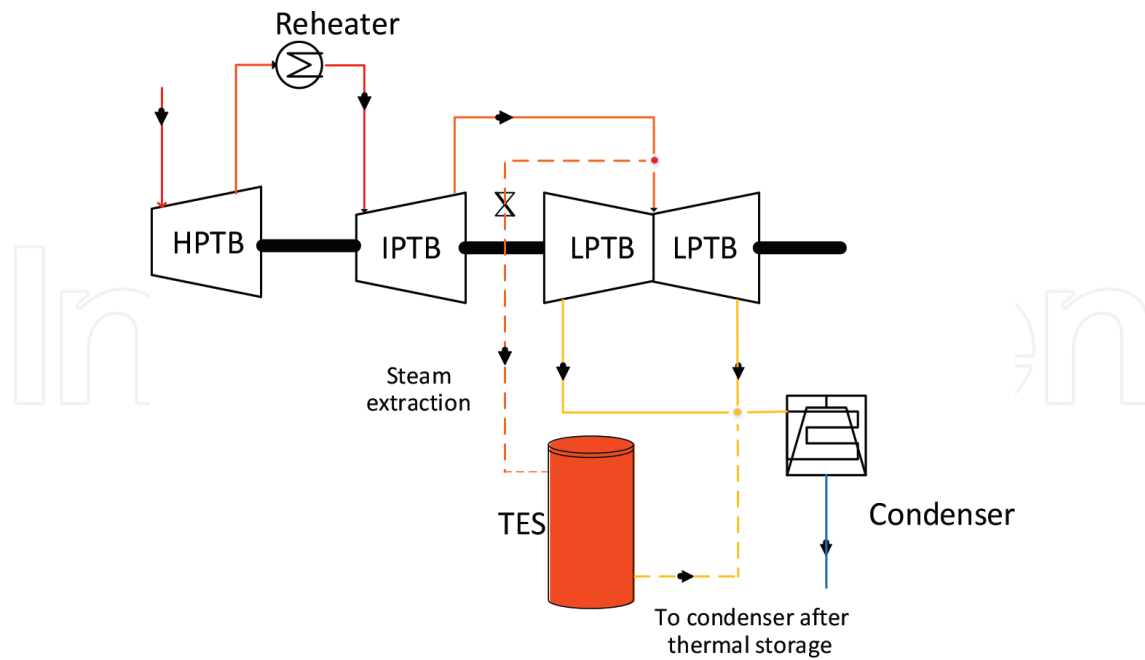 Reheater
HPTB
IPTB
LPTB
LPTB
Steam
extraction
TES
Condenser
To condenser after
thermal storage